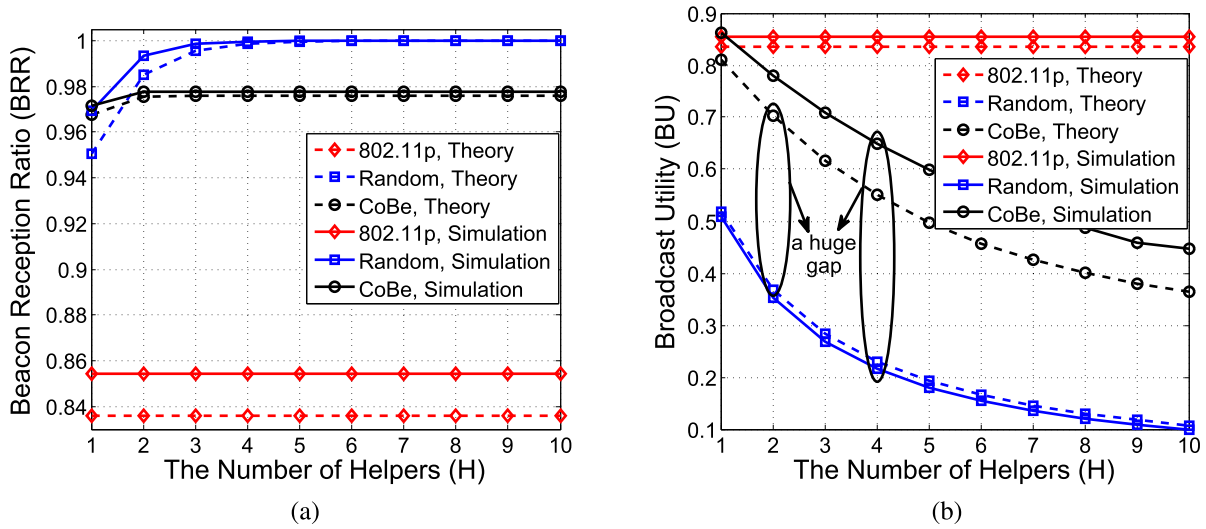 1
0.98
0.96
0.94
0.92
0.9
0.88
0.86
0.84
Beacon Reception Ratio (BRR)
802.11p, Theory
Random, Theory
CoBe, Theory
802.11p, Simulation
Random, Simulation
CoBe, Simulation
1 2 3 4 5 6 7 8 9 10
The Number of Helpers (H)
(a)
0.9
0.8
0.7
0.6
0.5
0.4
0.3
0.2
0.1
Broadcast Utility (BU)
802.11p, Theory
Random, Theory
CoBe, Theory
802.11p, Simulation
Random, Simulation
CoBe, Simulation
a huge
gap
1 2 3 4 5 6 7 8 9 10
The Number of Helpers (H)
(b)